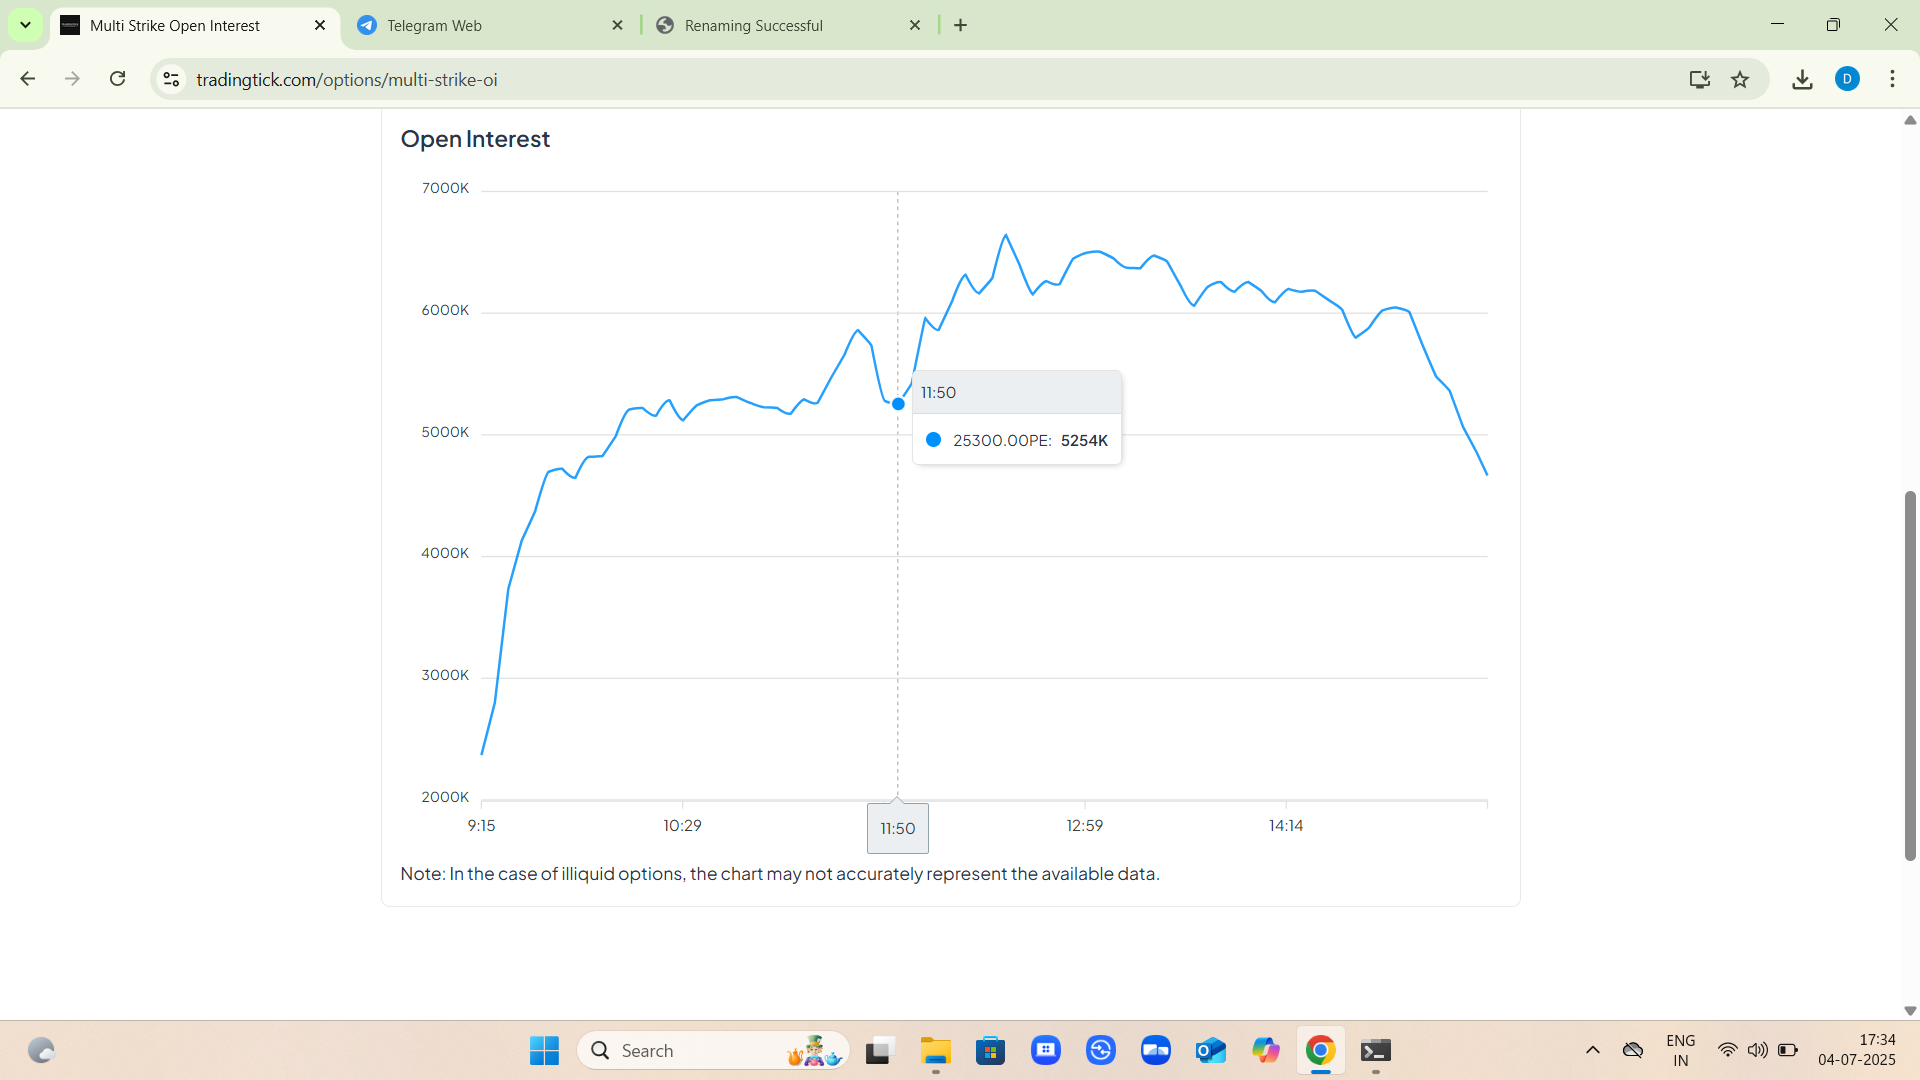 Multi Strike Open Interest
Telegram Web
Renaming Successful
tradingtick.com/options/multi-strike-oi
D
Open Interest
7000K
6000K
5000K
4000K
3000K
2000K
11:50
25300.00PE: 5254K
9:15
10:29
11:50
12:59
14:14
Note: In the case of illiquid options, the chart may not accurately represent the available data.
Search
ENG
IN
17:34
04-07-2025